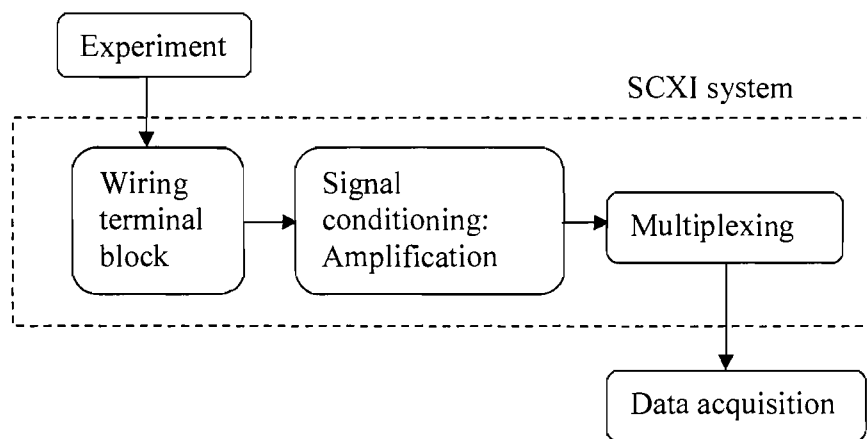 Experiment
SCXI system
Wiring
terminal
block
Signal
conditioning:
Amplification
Multiplexing
Data acquisition